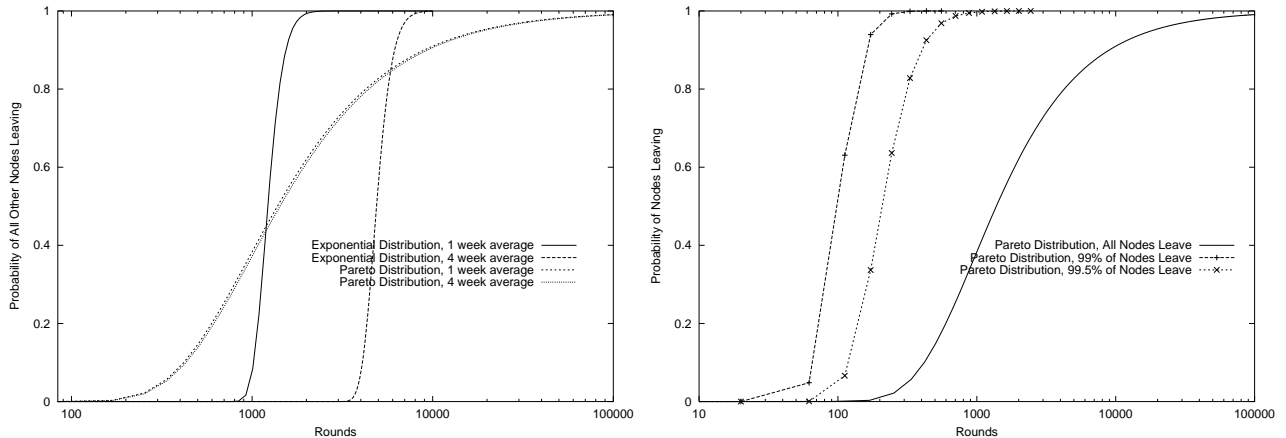 Probability of All Other Nodes Leaving
1
0.8
0.6
0.4
0.2
0
100
1000
10000
100000
Rounds
Exponential Distribution, 1 week average
Exponential Distribution, 4 week average
Pareto Distribution, 1 week average
Pareto Distribution, 4 week average
Probability of Nodes Leaving
1
0.8
0.6
0.4
0.2
0
10
100
1000
10000
100000
Rounds
Pareto Distribution, All Nodes Leave
Pareto Distribution, 99% of Nodes Leave
Pareto Distribution, 99.5% of Nodes Leave